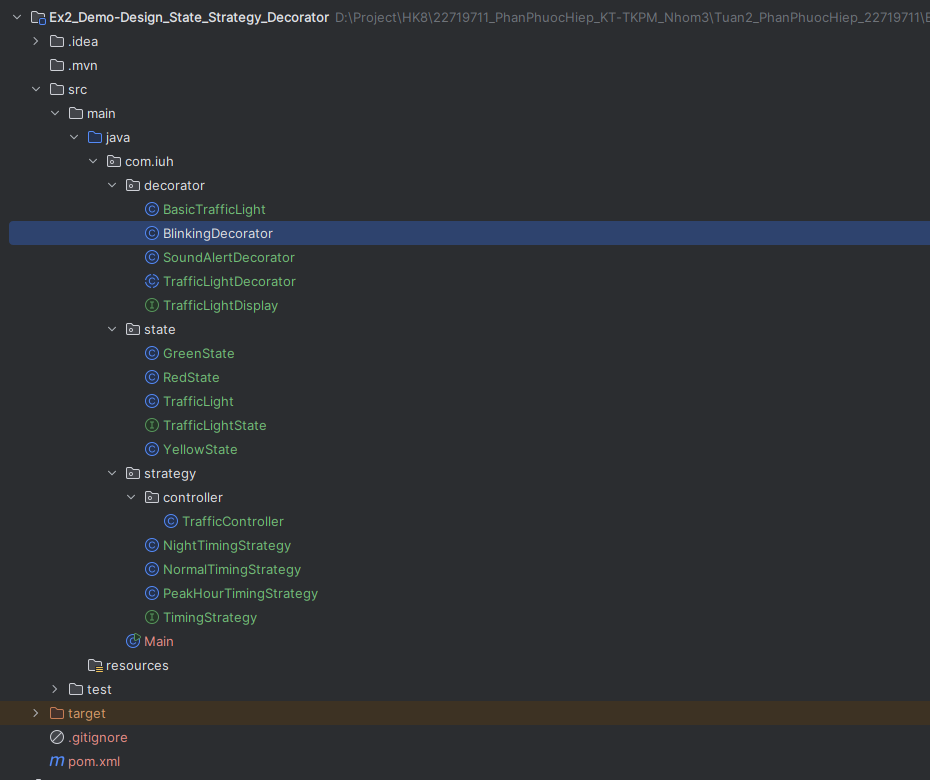 Ex2_Demo-Design_State_Strategy_Decorator D:\Project\HK8\22719711_PhanPhuocHiep_KT-TKPM_Nhom3\Tuan2_PhanPhuocHiep_22719711\E
.idea
.mvn
src
main
java
com.iuh
decorator
BasicTrafficLight
BlinkingDecorator
SoundAlertDecorator
TrafficLightDecorator
TrafficLightDisplay
state
GreenState
RedState
TrafficLight
TrafficLightState
YellowState
strategy
controller
TrafficController
NightTimingStrategy
NormalTimingStrategy
PeakHourTimingStrategy
TimingStrategy
Main
resources
test
target
.gitignore
pom.xml